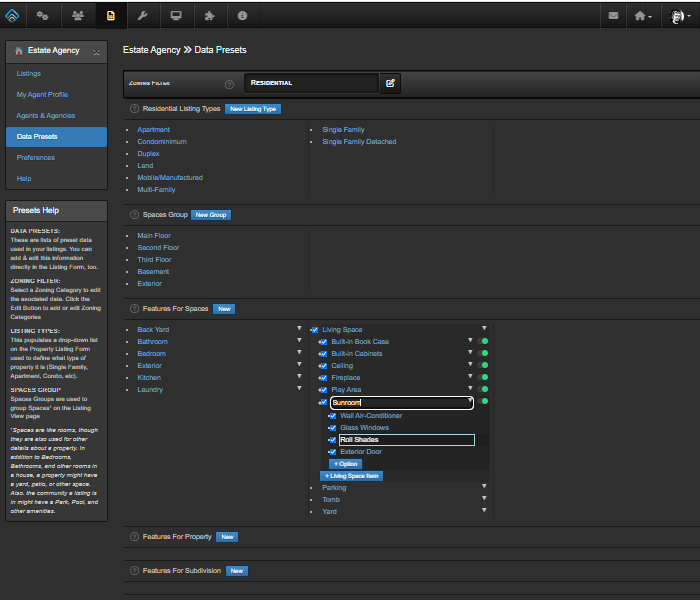 Estate Agency
Listings
My Agent Profile
Agents & Agencies
Data Presets
Preferences
Help
Presets Help
DATA PRESETS:
These are lists of preset data
used in your listings. You can
add & edit this information
directly in the Listing Form, too.
ZONING FILTER:
Select a Zoning Category to edit
the asociated data. Click the
Edit Button to add or edit Zoning
Categories
LISTING TYPES:
This populates a drop-down list
on the Property Listing Form
used to define what type of
property it is (Single Family,
Apartment, Condo, etc).
SPACES GROUP
Spaces Groups are used to
group Spaces* on the Listing
View page
*Spaces are like rooms, though
they are also used for other
details about a property. In
addition to Bedrooms,
Bathrooms, and other rooms in
a house, a property might have
a yard, patio, or other space.
Also, the community a listing is
in might have a Park, Pool, and
other amenities.
Estate Agency » Data Presets
Zoning Filter
Residential
Residential Listing Types New Listing Type
Apartment
Condominimum
Duplex
Land
Mobile/Manufactured
Multi-Family
Single Family
Single Family Detached
Spaces Group New Group
Main Floor
Second Floor
Third Floor
Basement
Exterior
Features For Spaces New
Back Yard
Bathroom
Bedroom
Exterior
Kitchen
Laundry
Living Space
Built-in Book Case
Built-in Cabinets
Ceiling
Fireplace
Play Area
Sunroom
Wall Air-Conditioner
Glass Windows
Roll Shades
Exterior Door
+ Option
+ Living Space Item
Parking
Tomb
Yard
Features For Property New
Features For Subdivision New